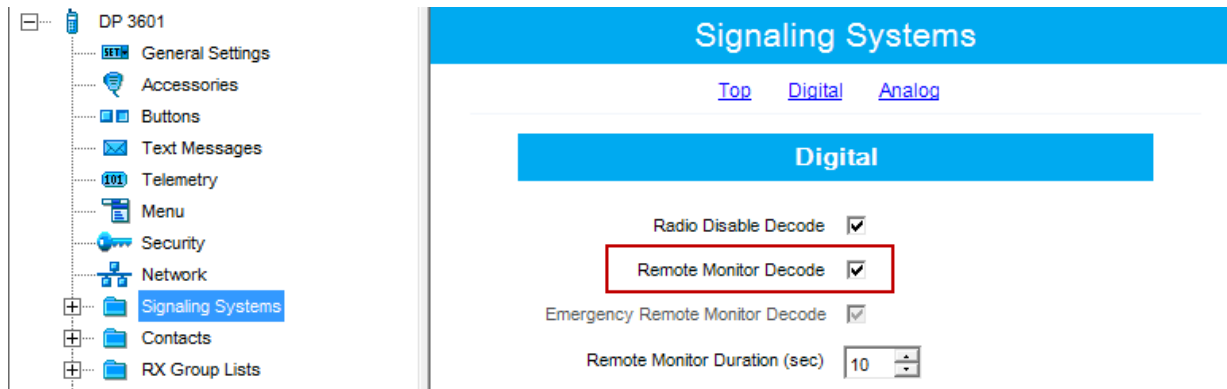 DP 3601
SET General Settings
Accessories
Buttons
Text Messages
101 Telemetry
Menu
Security
Network
Signaling Systems
Contacts
RX Group Lists
Signaling Systems
Top Digital Analog
Digital
Radio Disable Decode
Remote Monitor Decode
Emergency Remote Monitor Decode
Remote Monitor Duration (sec) 10